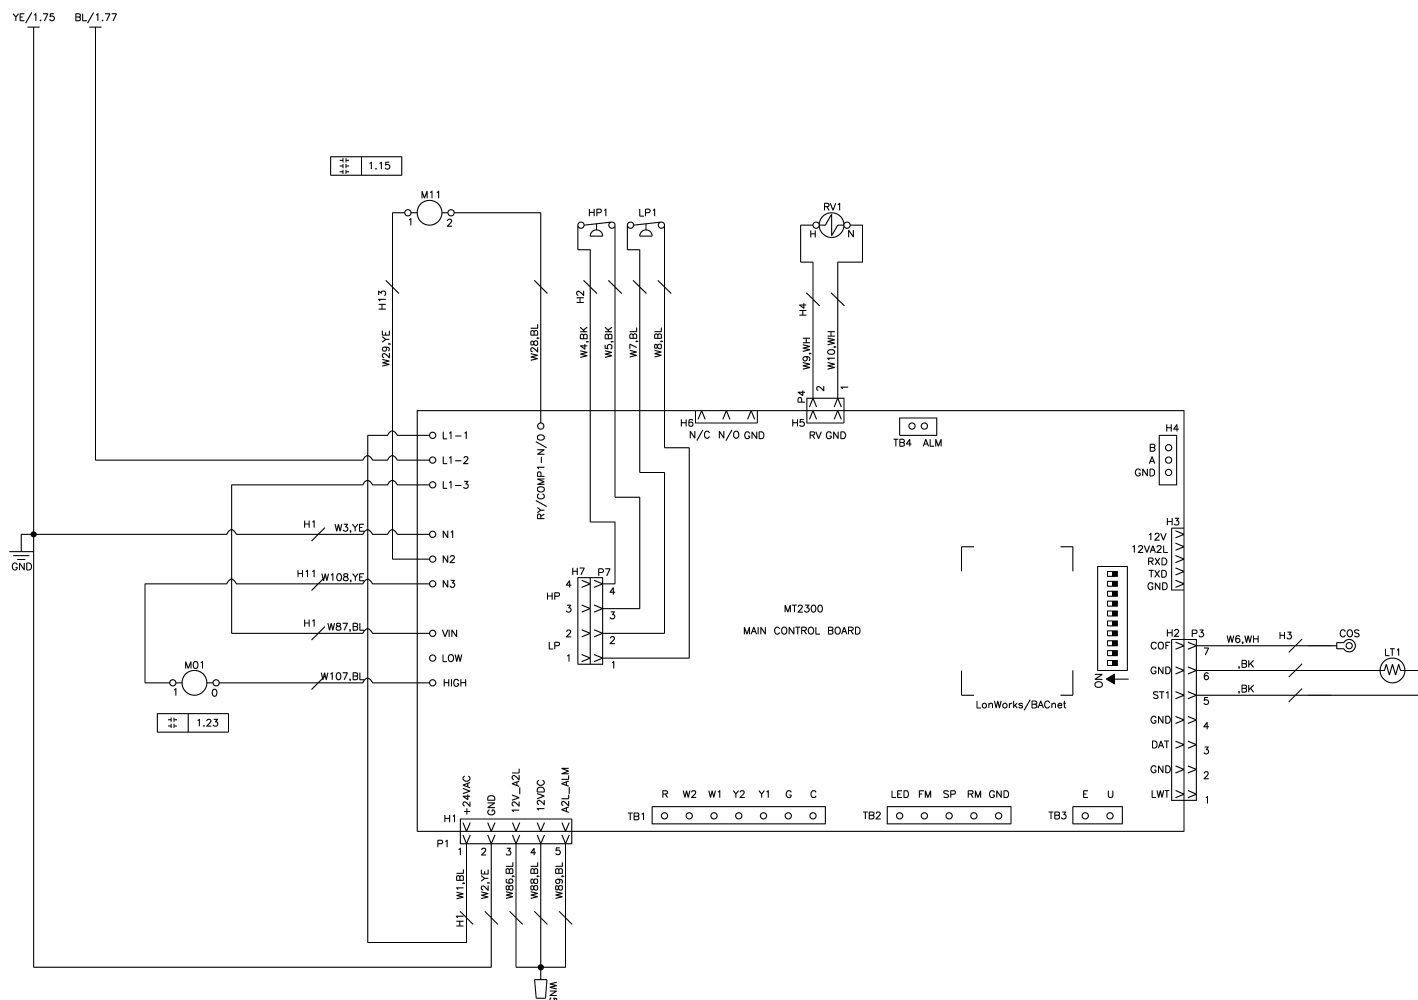 YE/1.75 BL/1.77
1.15
M11
1 2
HP1 LP1
RV1
H N
H13
W29,YE
W28,BL
H2
W4,BK
W5,BK
W7,BL
W8,BL
H4
W9,WH
W10,WH
P4 2 1
H6
N/C N/O GND
H5
RV GND
TB4 ALM
L1-1
L1-2
L1-3
RY/COMP1-N/O
H4
B
A
GND
GND
H1 W3,YE N1
N2
H11 W108,YE N3
H1 W87,BL VIN
LOW
M01
1 0
W107,BL HIGH
1.23
H7 P7
HP
LP
4 4
3 3
2 2
1 1
MT2300
MAIN CONTROL BOARD
H3
12V
12VA2L
RXD
TXD
GND
ON
LonWorks/BACnet
H2 P3
COF 7 W6,WH H3 COS
GND 6 ,BK LT1
ST1 5 ,BK
GND 4
DAT 3
GND 2
LWT 1
+24VAC
GND
12V_A2L
12VDC
A2L_ALM
H1
P1
1 2 3 4 5
R W2 W1 Y2 Y1 G C
TB1
LED FM SP RM GND
TB2
E U
TB3
W1,BL
W2,YE
W86,BL
W88,BL
W89,BL
H1